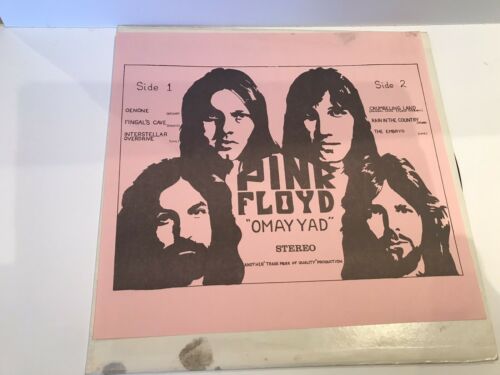 Side 1
OENONE
FINGAL'S CAVE
INTERSTELLAR
OVERDRIVE
Side 2
CRUMBELING LAND
RAIN IN THE COUNTRY
THE EMBRYO
PINK
FLOYD
"OMAY YAD"
STEREO
ANOTHER "TRADE MARK OF QUALITY" PRODUCTION